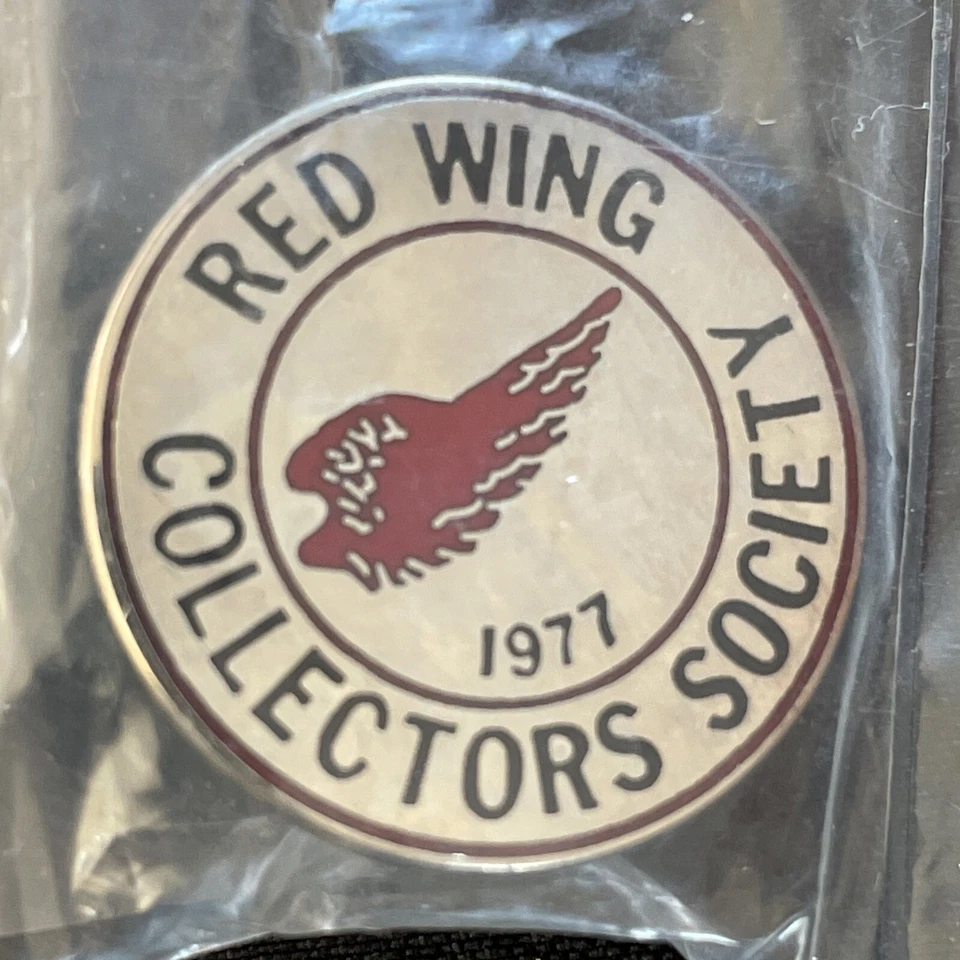 RED WING
COLLECTORS SOCIETY
1977